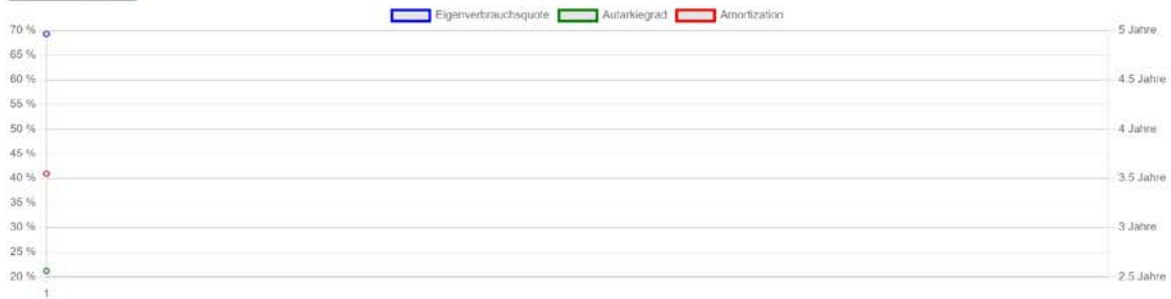 Eigenverbrauchsquote Autarkiegrad Amortization
70 % 5 Jahre
65 %
60 % 4.5 Jahre
55 %
50 % 4 Jahre
45 %
40 % 3.5 Jahre
35 %
30 % 3 Jahre
25 %
20 % 2.5 Jahre
1